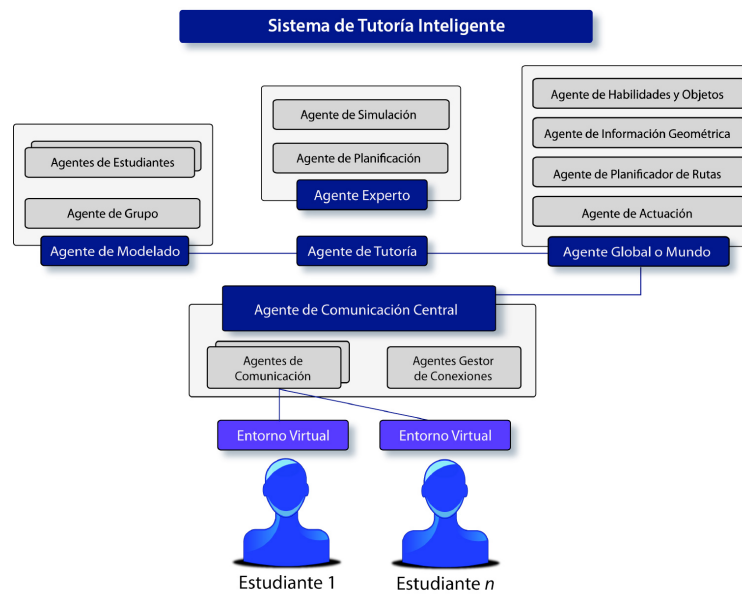 Sistema de Tutoría Inteligente
Agentes de Estudiantes
Agente de Grupo
Agente de Modelado
Agente de Simulación
Agente de Planificación
Agente Experto
Agente de Tutoría
Agente de Habilidades y Objetos
Agente de Información Geométrica
Agente de Planificador de Rutas
Agente de Actuación
Agente Global o Mundo
Agente de Comunicación Central
Agentes de
Comunicación
Agentes Gestor
de Conexiones
Entorno Virtual
Entorno Virtual
Estudiante 1
Estudiante n